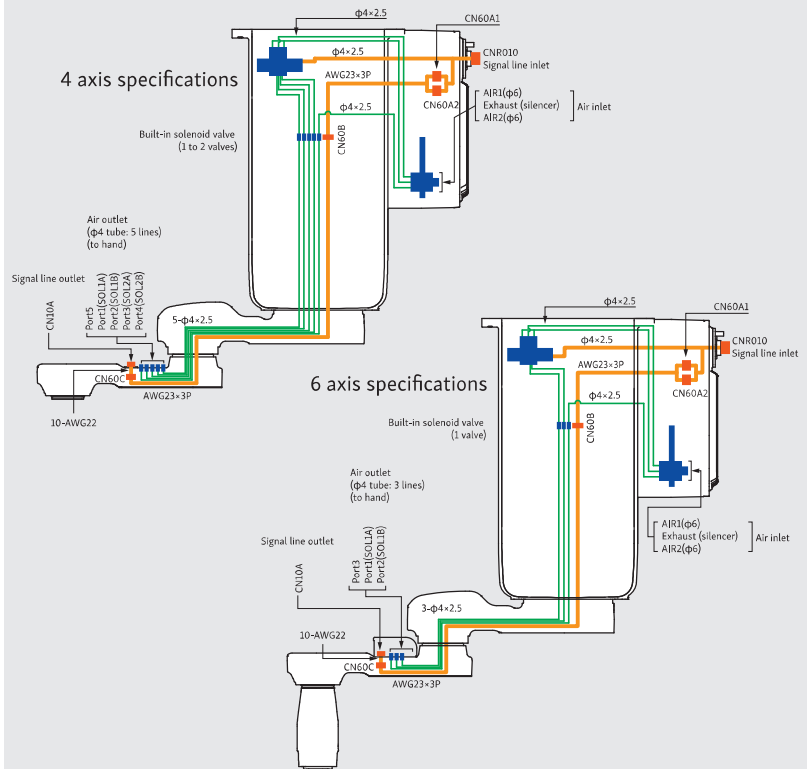 φ4×2.5
CN60A1
φ4×2.5
CNR010
Signal line inlet
4 axis specifications
AWG23×3P
CN60A2
AIR1(φ6)
Exhaust (silencer)
AIR2(φ6)
Air inlet
φ4×2.5
Built-in solenoid valve
(1 to 2 valves)
CN60B
Air outlet
(φ4 tube: 5 lines)
(to hand)
Signal line outlet
CN10A
Port5
Port1(SOL1A)
Port2(SOL1B)
Port3(SOL2A)
Port4(SOL2B)
5-φ4×2.5
CN60C
AWG23×3P
10-AWG22
φ4×2.5
CN60A1
φ4×2.5
CNR010
Signal line inlet
6 axis specifications
AWG23×3P
CN60A2
φ4×2.5
Built-in solenoid valve
(1 valve)
CN60B
Air outlet
(φ4 tube: 3 lines)
(to hand)
AIR1(φ6)
Exhaust (silencer)
AIR2(φ6)
Air inlet
Signal line outlet
CN10A
Port3
Port1(SOL1A)
Port2(SOL1B)
3-φ4×2.5
10-AWG22
CN60C
AWG23×3P